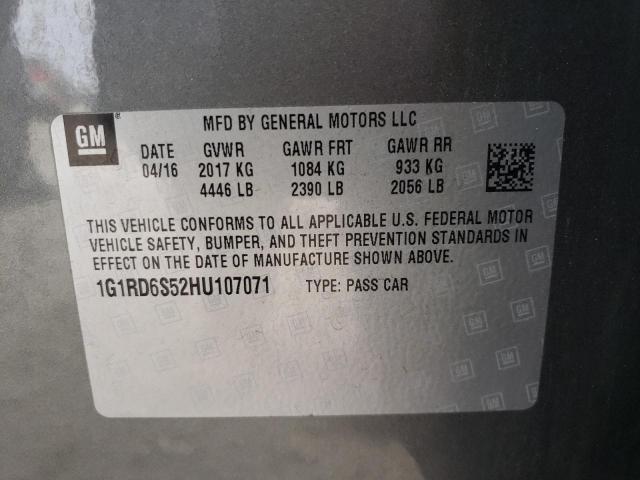 GM ®
MFD BY GENERAL MOTORS LLC
DATE GVWR GAWR FRT GAWR RR
04/16 2017 KG 1084 KG 933 KG
4446 LB 2390 LB 2056 LB
THIS VEHICLE CONFORMS TO ALL APPLICABLE U.S. FEDERAL MOTOR
VEHICLE SAFETY, BUMPER, AND THEFT PREVENTION STANDARDS IN
EFFECT ON THE DATE OF MANUFACTURE SHOWN ABOVE.
1G1RD6S52HU107071 TYPE: PASS CAR